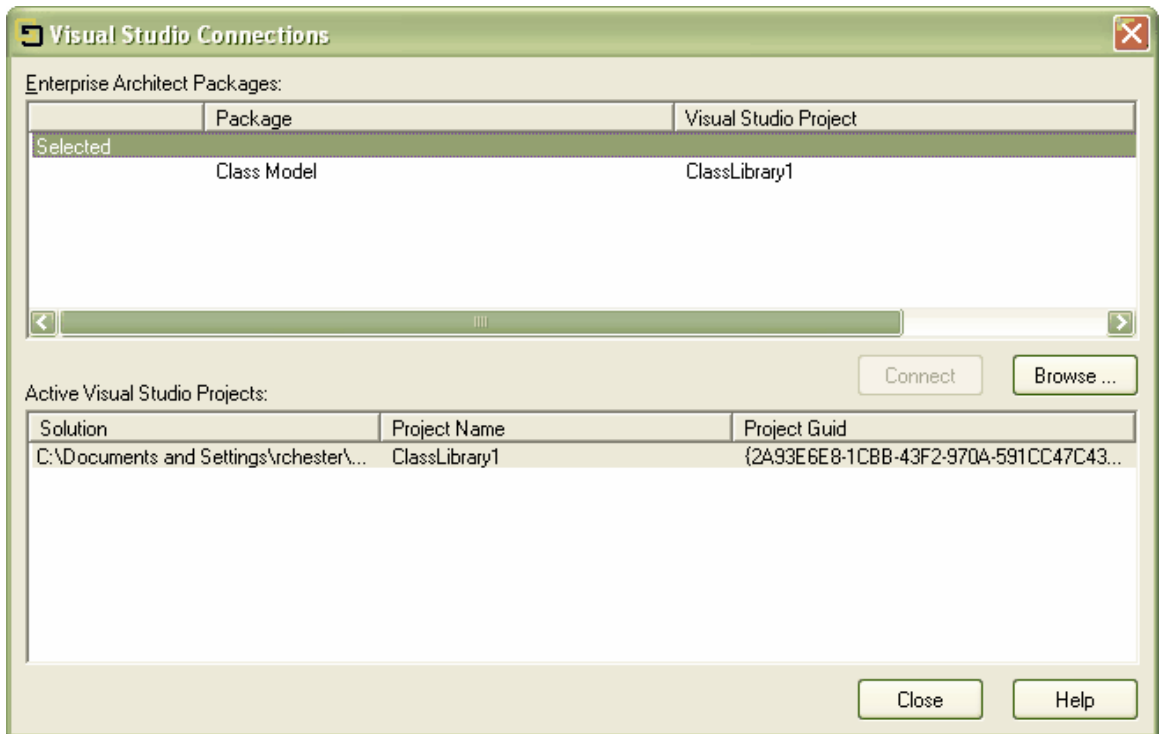 Visual Studio Connections
Enterprise Architect Packages:
Package Visual Studio Project
Selected
Class Model ClassLibrary1
Connect Browse ...
Active Visual Studio Projects:
Solution Project Name Project Guid
C:\Documents and Settings\rchester\... ClassLibrary1 {2A93E6E8-1CBB-43F2-970A-591CC47C43...
Close Help